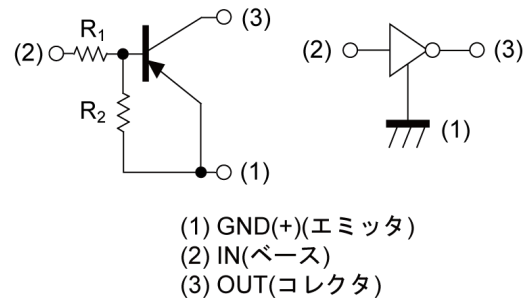 R1
(2)
R2
(3)
(1)
(2)
(3)
(1)
(1) GND(+)(エミッタ)
(2) IN(ベース)
(3) OUT(コレクタ)